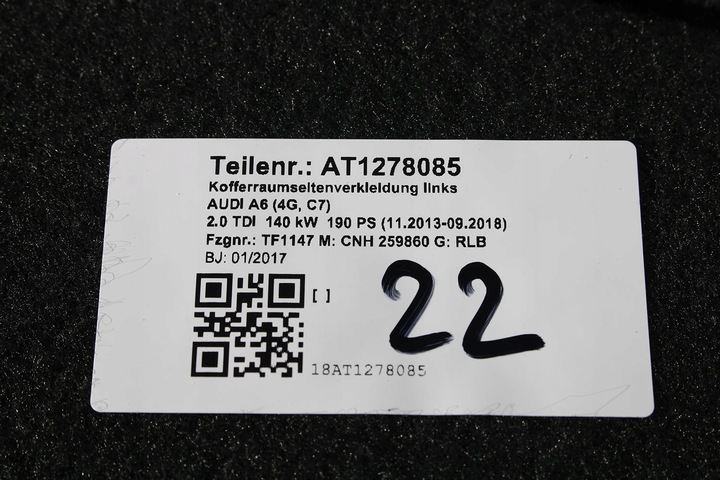 Teilenr.: AT1278085
Kofferraumseitenverkleidung links
AUDI A6 (4G, C7)
2.0 TDI 140 kW 190 PS (11.2013-09.2018)
Fzgnr.: TF1147 M: CNH 259860 G: RLB
BJ: 01/2017
[ ]
22
18AT1278085